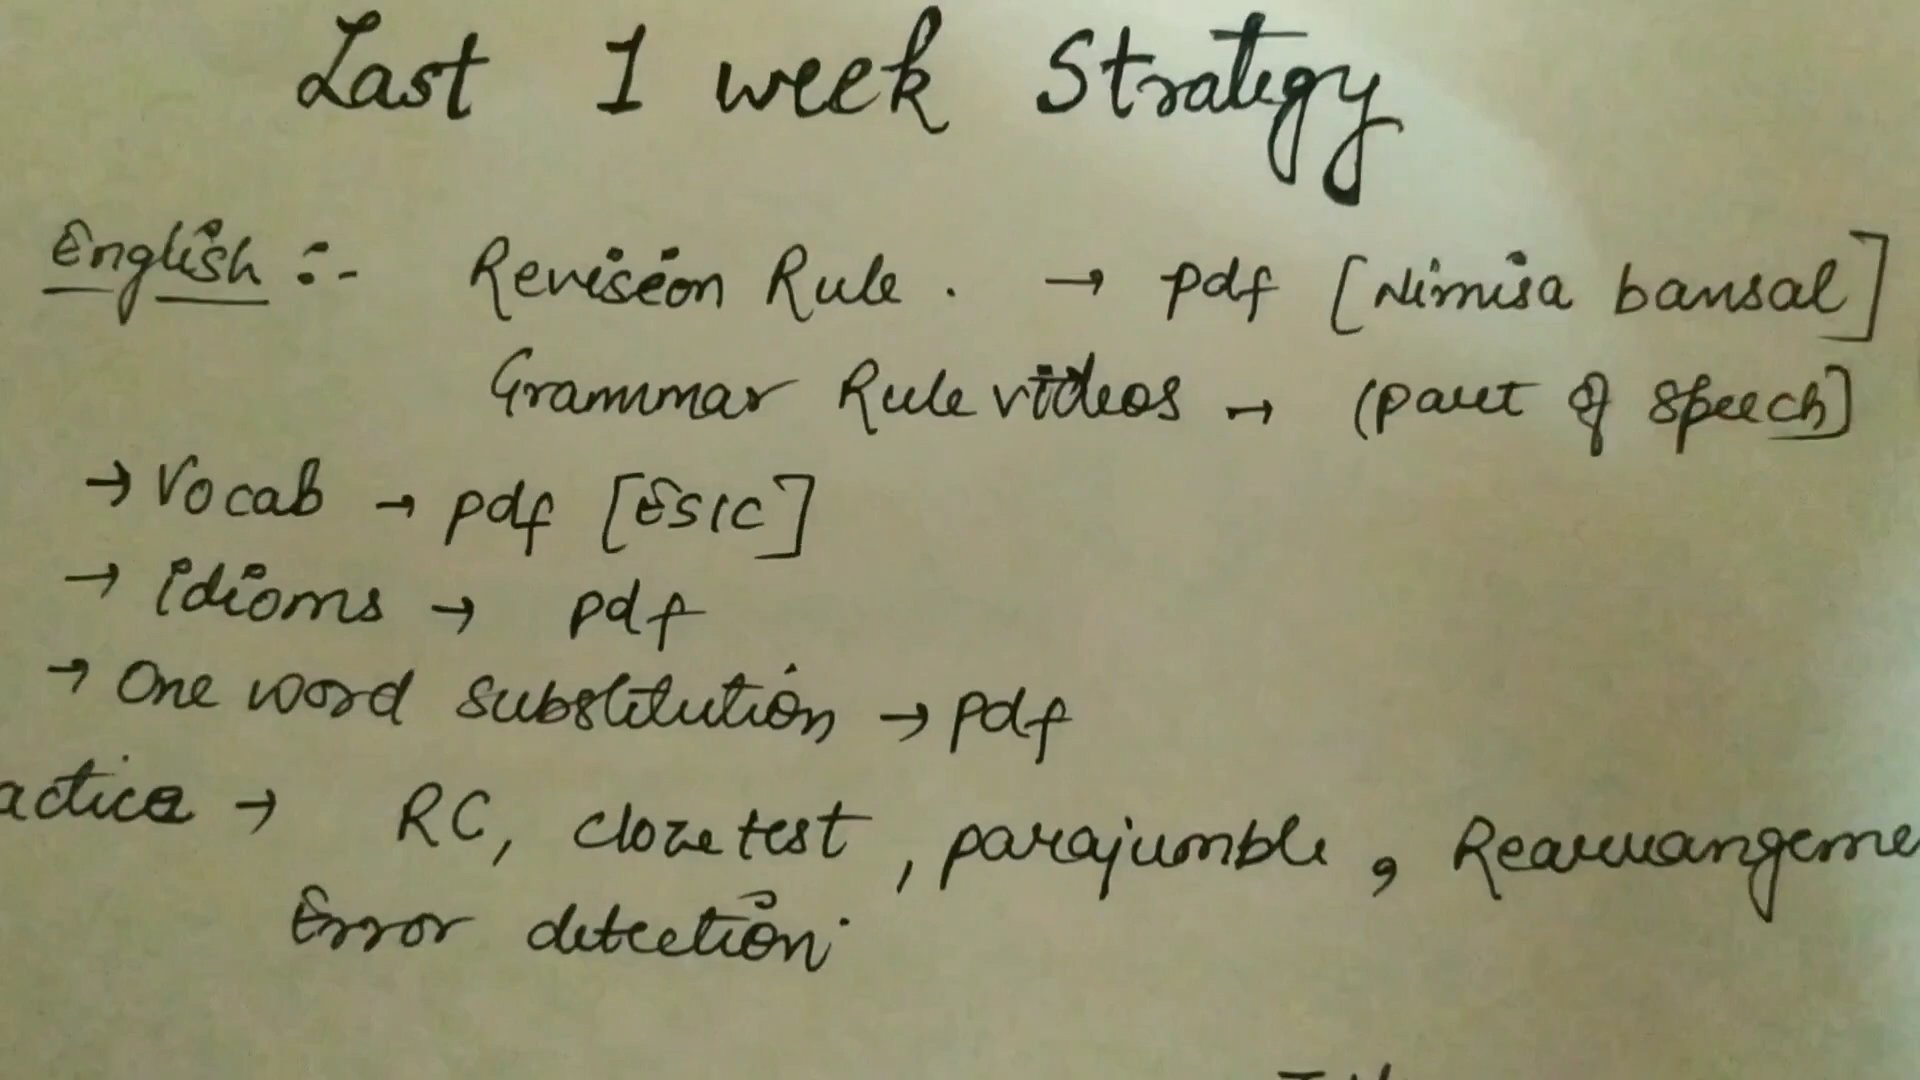 Last 1 week Strategy
English :- Revision Rule . → pdf [Nimisa bansal]
Grammar Rule videos → (part of speech]
→ Vocab → pdf [ESIC]
→ idioms → pdf
→ One word substitution → pdf
actice → RC, cloze test, parajumble, Rearrangeme
Error detection.